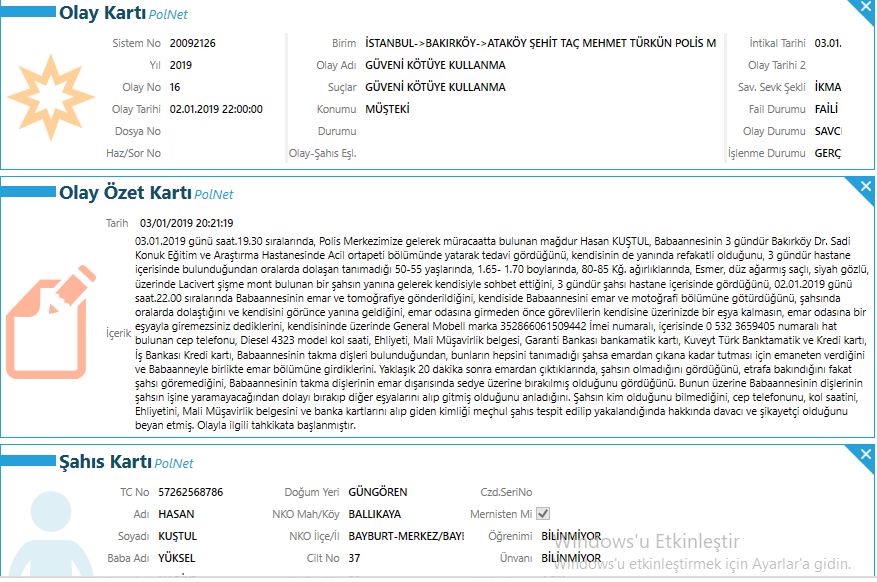 Olay Kartı PolNet
Sistem No 20092126 Birim İSTANBUL->BAKIRKÖY->ATAKÖY ŞEHİT TAÇ MEHMET TÜRKÜN POLİS M İntikal Tarihi 03.01.
Yıl 2019 Olay Adı GÜVENİ KÖTÜYE KULLANMA Olay Tarihi 2
Olay No 16 Suçlar GÜVENİ KÖTÜYE KULLANMA Sav. Sevk Şekli İKMA
Olay Tarihi 02.01.2019 22:00:00 Konumu MÜŞTEKİ Fail Durumu FAİLİ
Dosya No Durumu Olay Durumu SAVC
Haz/Sor No Olay-Şahıs Eşl. İşlenme Durumu GERÇ
Olay Özet Kartı PolNet
Tarih 03/01/2019 20:21:19
03.01.2019 günü saat.19.30 sıralarında, Polis Merkezimize gelerek müracaatta bulunan mağdur Hasan KUŞTUL, Babaannesinin 3 gündür Bakırköy Dr. Sadi
Konuk Eğitim ve Araştırma Hastanesinde Acil ortapeti bölümünde yatarak tedavi gördüğünü, kendisinin de yanında refakatli olduğunu, 3 gündür hastane
içerisinde bulunduğundan oralarda dolaşan tanımadığı 50-55 yaşlarında, 1.65- 1.70 boylarında, 80-85 Kğ. ağırlıklarında, Esmer, düz ağarmış saçlı, siyah gözlü,
üzerinde Lacivert şişme mont bulunan bir şahsın yanına gelerek kendisiyle sohbet ettiğini, 3 gündür şahsı hastane içerisinde gördüğünü, 02.01.2019 günü
saat.22.00 sıralarında Babaannesinin emar ve tomoğrafiye gönderildiğini, kendiside Babaannesini emar ve motoğrafi bölümüne götürdüğünü, şahsında
oralarda dolaştığını ve kendisini görünce yanına geldiğini, emar odasına girmeden önce görevlilerin kendisine üzerinizde bir eşya kalmasın, emar odasına bir
eşyayla giremezsiniz dediklerini, kendisininde üzerinde General Mobell marka 352866061509442 İmei numaralı, içerisinde 0 532 3659405 numaralı hat
İçerik bulunan cep telefonu, Diesel 4323 model kol saati, Ehliyeti, Mali Müşavirlik belgesi, Garanti Bankası bankamatik kartı, Kuveyt Türk Banktamatik ve Kredi kartı,
İş Bankası Kredi kartı, Babaannesinin takma dişleri bulunduğundan, bunların hepsini tanımadığı şahsa emardan çıkana kadar tutması için emaneten verdiğini
ve Babaanneyle birlikte emar bölümüne girdiklerini. Yaklaşık 20 dakika sonra emardan çıktıklarında, şahsın olmadığını gördüğünü, etrafa bakındığını fakat
şahsı göremediğini, Babaannesinin takma dişlerinin emar dışarısında sedye üzerine bırakılmış olduğunu gördüğünü. Bunun üzerine Babaannesinin dişlerinin
şahsın işine yaramayacağından dolayı bırakıp diğer eşyalarını alıp gitmiş olduğunu anladığını. Şahsın kim olduğunu bilmediğini, cep telefonunu, kol saatini,
Ehliyetini, Mali Müşavirlik belgesini ve banka kartlarını alıp giden kimliği meçhul şahıs tespit edilip yakalandığında hakkında davacı ve şikayetçi olduğunu
beyan etmiş. Olayla ilgili tahkikata başlanmıştır.
Şahıs Kartı PolNet
TC No 57262568786 Doğum Yeri GÜNGÖREN Czd.SeriNo
Adı HASAN NKO Mah/Köy BALLIKAYA Mernisten Mi
Soyadı KUŞTUL NKO İlçe/İl BAYBURT-MERKEZ/BAYI Öğrenimi BİLİNMİYOR
Baba Adı YÜKSEL Cilt No 37 Ünvanı BİLİNMİYOR
Windows'u Etkinleştir
Windows'u etkinleştirmek için Ayarlar'a gidin.